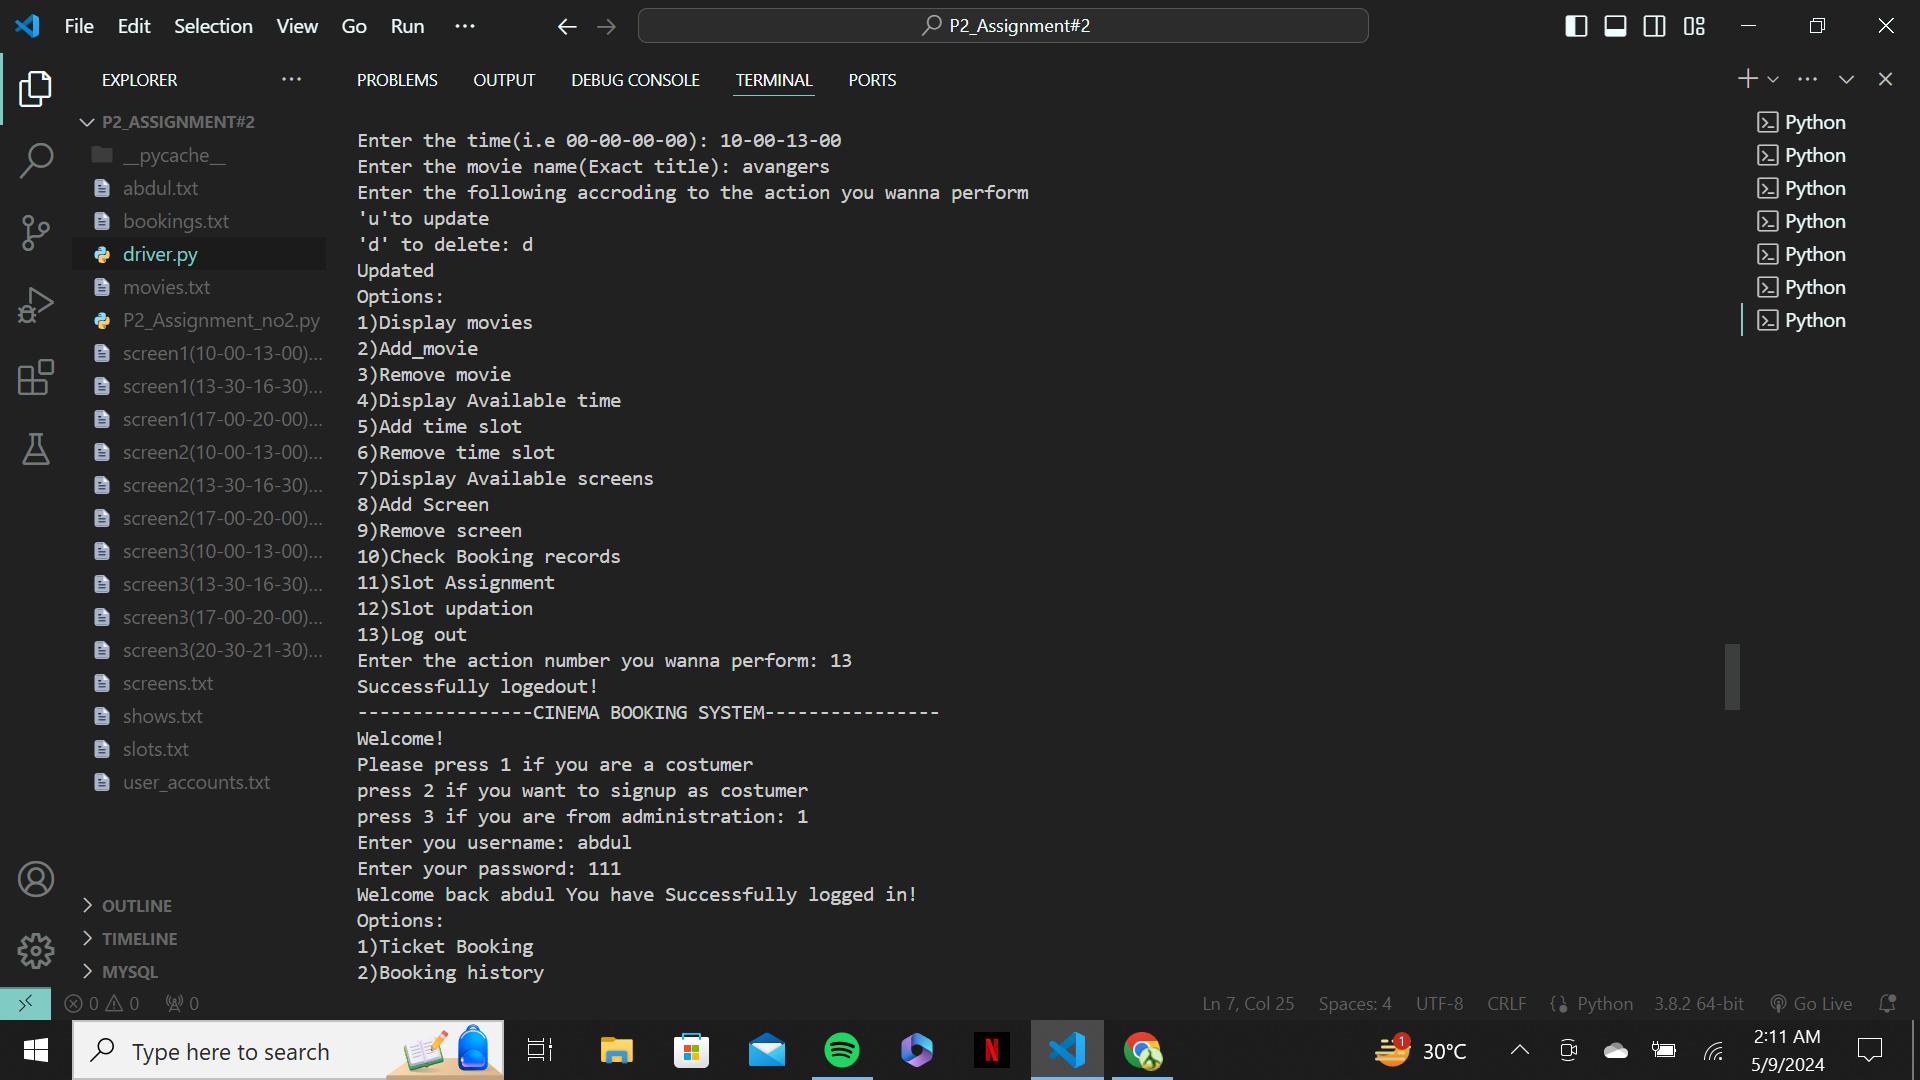 File Edit Selection View Go Run ···
P2_Assignment#2
EXPLORER ···
P2_ASSIGNMENT#2
__pycache__
abdul.txt
bookings.txt
driver.py
movies.txt
P2_Assignment_no2.py
screen1(10-00-13-00)...
screen1(13-30-16-30)...
screen1(17-00-20-00)...
screen2(10-00-13-00)...
screen2(13-30-16-30)...
screen2(17-00-20-00)...
screen3(10-00-13-00)...
screen3(13-30-16-30)...
screen3(17-00-20-00)...
screen3(20-30-21-30)...
screens.txt
shows.txt
slots.txt
user_accounts.txt
OUTLINE
TIMELINE
MYSQL
PROBLEMS OUTPUT DEBUG CONSOLE TERMINAL PORTS
Enter the time(i.e 00-00-00-00): 10-00-13-00
Enter the movie name(Exact title): avangers
Enter the following accroding to the action you wanna perform
'u'to update
'd' to delete: d
Updated
Options:
1)Display movies
2)Add_movie
3)Remove movie
4)Display Available time
5)Add time slot
6)Remove time slot
7)Display Available screens
8)Add Screen
9)Remove screen
10)Check Booking records
11)Slot Assignment
12)Slot updation
13)Log out
Enter the action number you wanna perform: 13
Successfully logedout!
----------------CINEMA BOOKING SYSTEM----------------
Welcome!
Please press 1 if you are a costumer
press 2 if you want to signup as costumer
press 3 if you are from administration: 1
Enter you username: abdul
Enter your password: 111
Welcome back abdul You have Successfully logged in!
Options:
1)Ticket Booking
2)Booking history
Python
Python
Python
Python
Python
Python
Python
0 0 0
Ln 7, Col 25 Spaces: 4 UTF-8 CRLF Python 3.8.2 64-bit Go Live
Type here to search
N
1
30°C
2:11 AM
5/9/2024